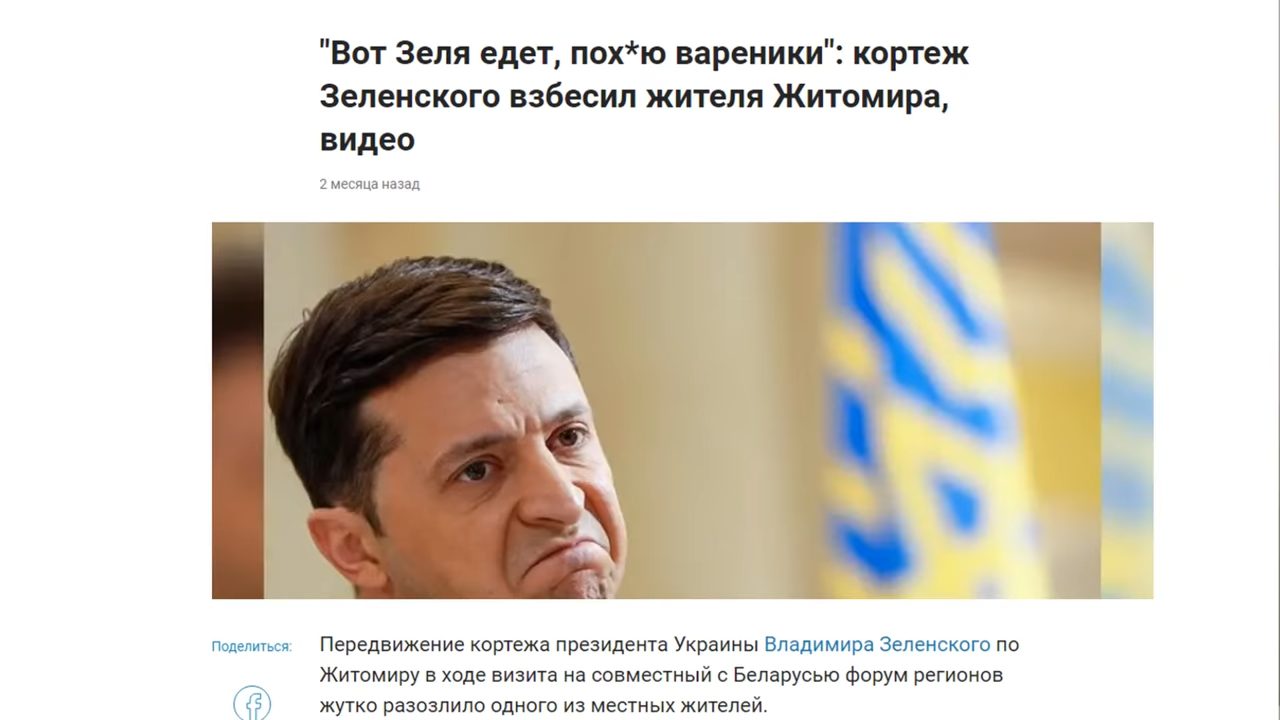 "Вот Зеля едет, пох*ю вареники": кортеж
Зеленского взбесил жителя Житомира,
видео
2 месяца назад
Поделиться:
Передвижение кортежа президента Украины Владимира Зеленского по
Житомиру в ходе визита на совместный с Беларусью форум регионов
жутко разозлило одного из местных жителей.